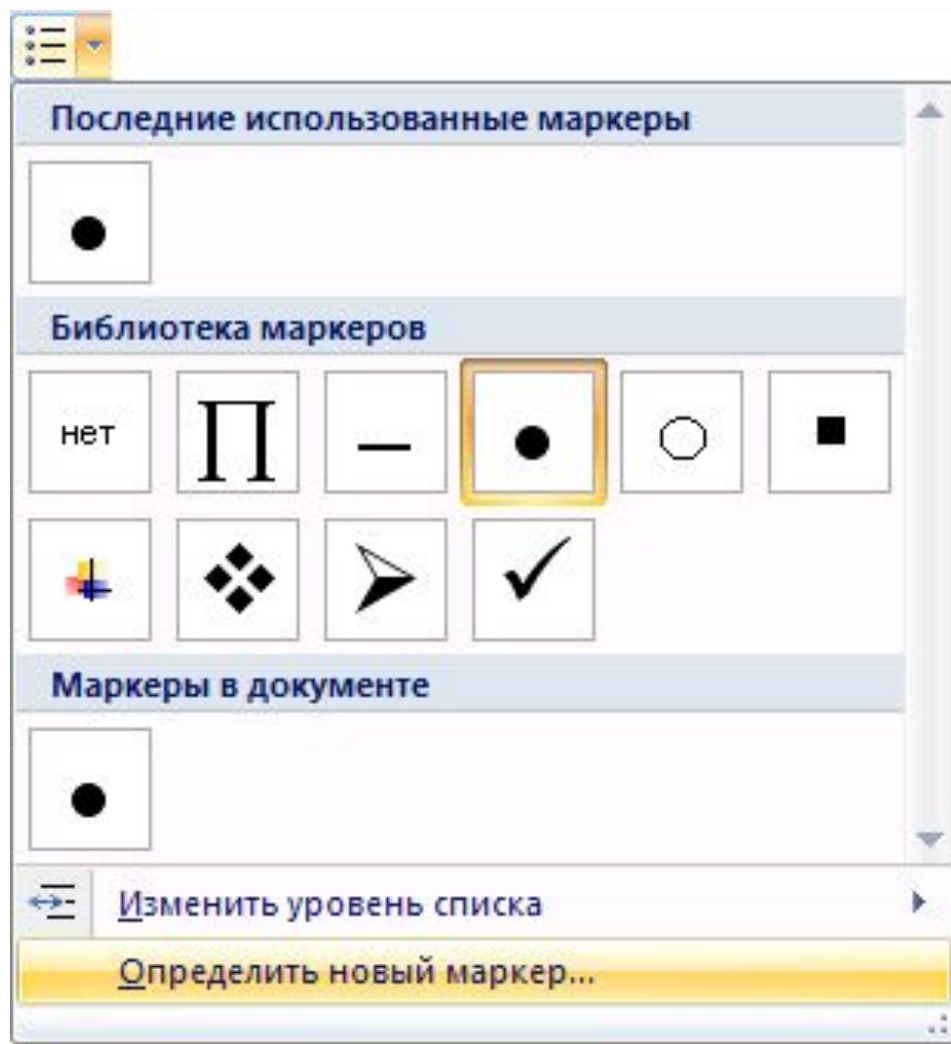 Последние использованные маркеры
Библиотека маркеров
нет
Маркеры в документе
Изменить уровень списка
Определить новый маркер...